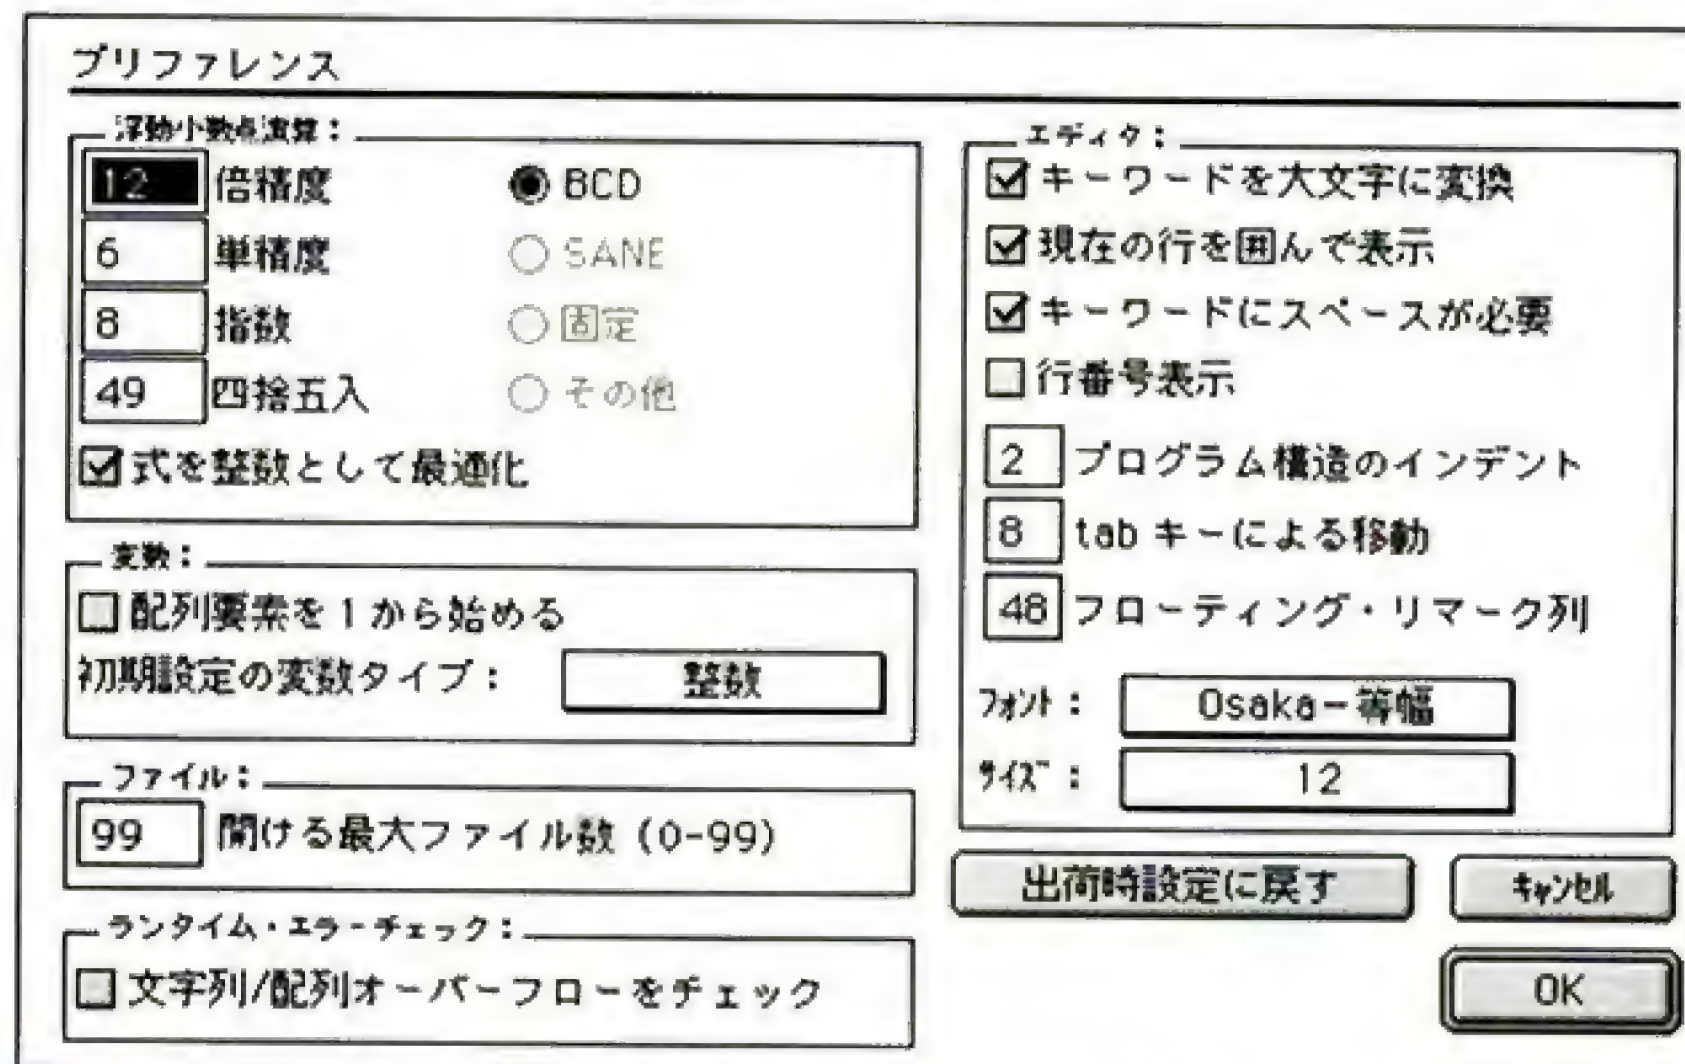 プリファレンス
浮動小数点演算：
12 倍精度 BCD
6 単精度 SANE
8 指数 固定
49 四捨五入 その他
式を整数として最適化
変数：
配列要素を1から始める
初期設定の変数タイプ： 整数
ファイル：
99 開ける最大ファイル数 (0-99)
ランタイム・エラーチェック：
文字列/配列オーバーフローをチェック
エディタ：
キーワードを大文字に変換
現在の行を囲んで表示
キーワードにスペースが必要
行番号表示
2 プログラム構造のインデント
8 tab キーによる移動
48 フローティング・リマーク列
フォント： Osaka－等幅
サイズ： 12
出荷時設定に戻す キャンセル
OK